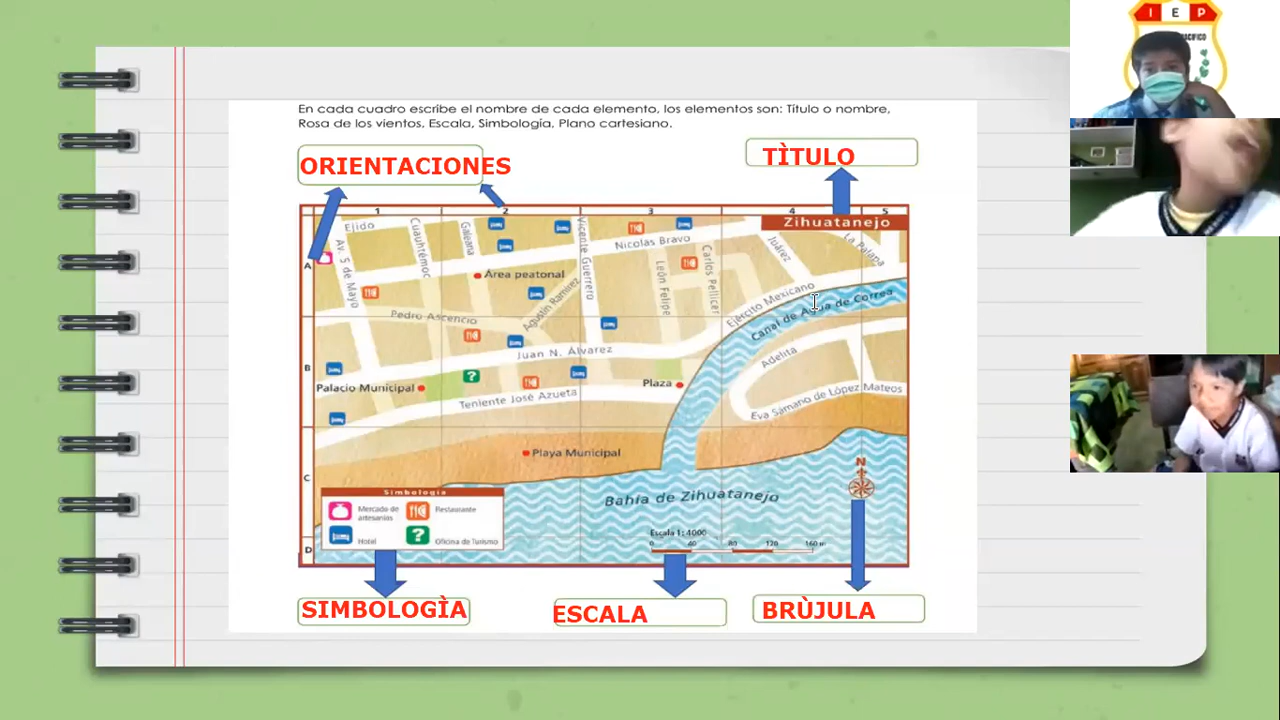 I E P
PACIFICO
En cada cuadro escribe el nombre de cada elemento, los elementos son: Título o nombre,
Rosa de los vientos, Escala, Simbología, Plano cartesiano.
ORIENTACIONES
TÌTULO
1 2 3 4 5
Zihuatanejo
A
B
C
D
Ejido
Av. 5 de Mayo
Cuauhtémoc
Galeana
Vicente Guerrero
Nicolas Bravo
Juárez
La Palapa
Área peatonal
León Felipe
Carlos Pellicer
Agustín Ramírez
Ejército Mexicano
Canal de Agua de Correa
Pedro Ascencio
Juan N. Álvarez
Adelita
Palacio Municipal
Plaza
Teniente José Azueta
Eva Sámano de López Mateos
Playa Municipal
N
Bahía de Zihuatanejo
Simbología
Mercado de
artesanías
Restaurante
Hotel
?
Oficina de Turismo
Escala 1: 4000
0 40 80 120 160 m
SIMBOLOGÌA
ESCALA
BRÙJULA